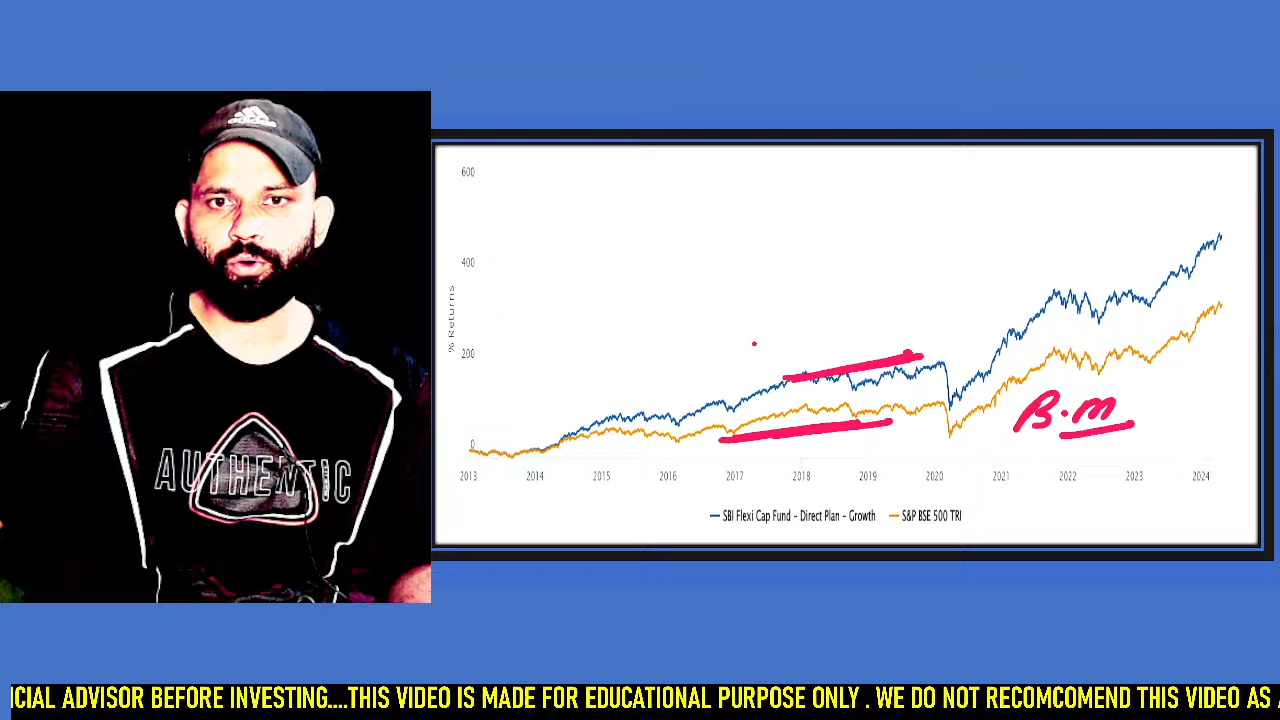 adidas
AUTHENTIC
600
400
200
0
% Returns
2013 2014 2015 2016 2017 2018 2019 2020 2021 2022 2023 2024
B.M
SBI Flexi Cap Fund - Direct Plan - Growth S&P BSE 500 TRI
ICIAL ADVISOR BEFORE INVESTING....THIS VIDEO IS MADE FOR EDUCATIONAL PURPOSE ONLY . WE DO NOT RECOMCOMEND THIS VIDEO AS